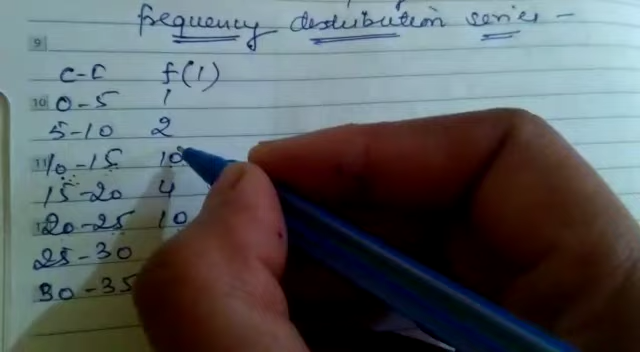 frequency distribution series -
9
C-I f(1)
10 0-5 1
5-10 2
11 10-15 10
15-20 4
20-25 10
25-30
30-35